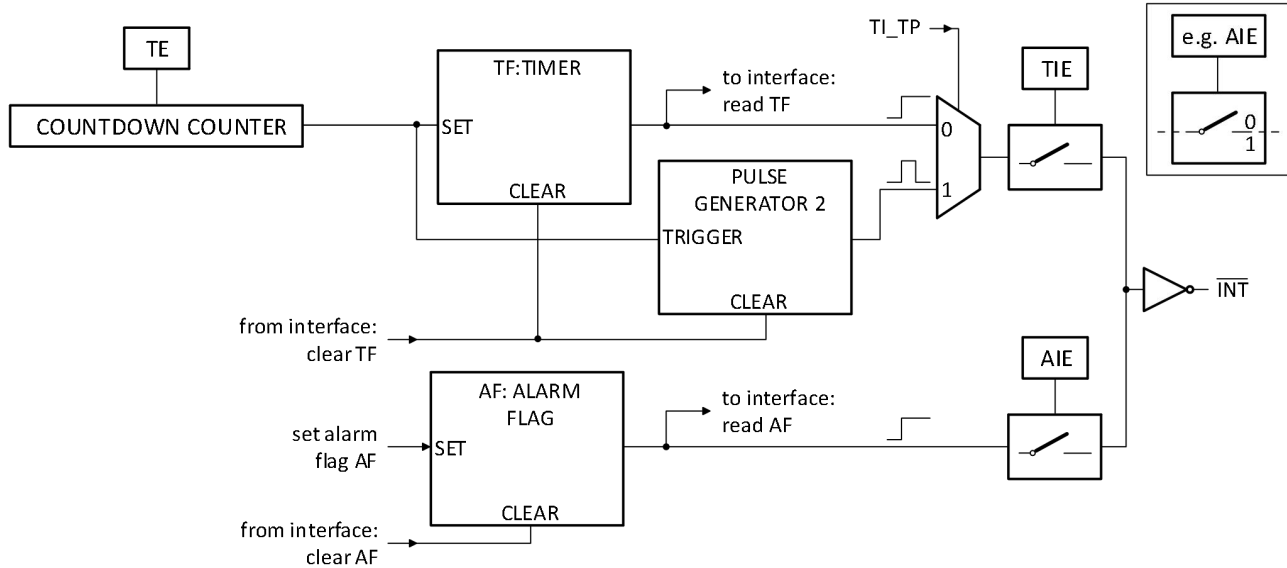 TE
COUNTDOWN COUNTER
TF:TIMER
SET
CLEAR
to interface:
read TF
TI_TP
0
1
TIE
e.g. AIE
0
1
PULSE
GENERATOR 2
TRIGGER
CLEAR
from interface:
clear TF
INT
AF: ALARM
FLAG
SET
CLEAR
set alarm
flag AF
to interface:
read AF
AIE
from interface:
clear AF